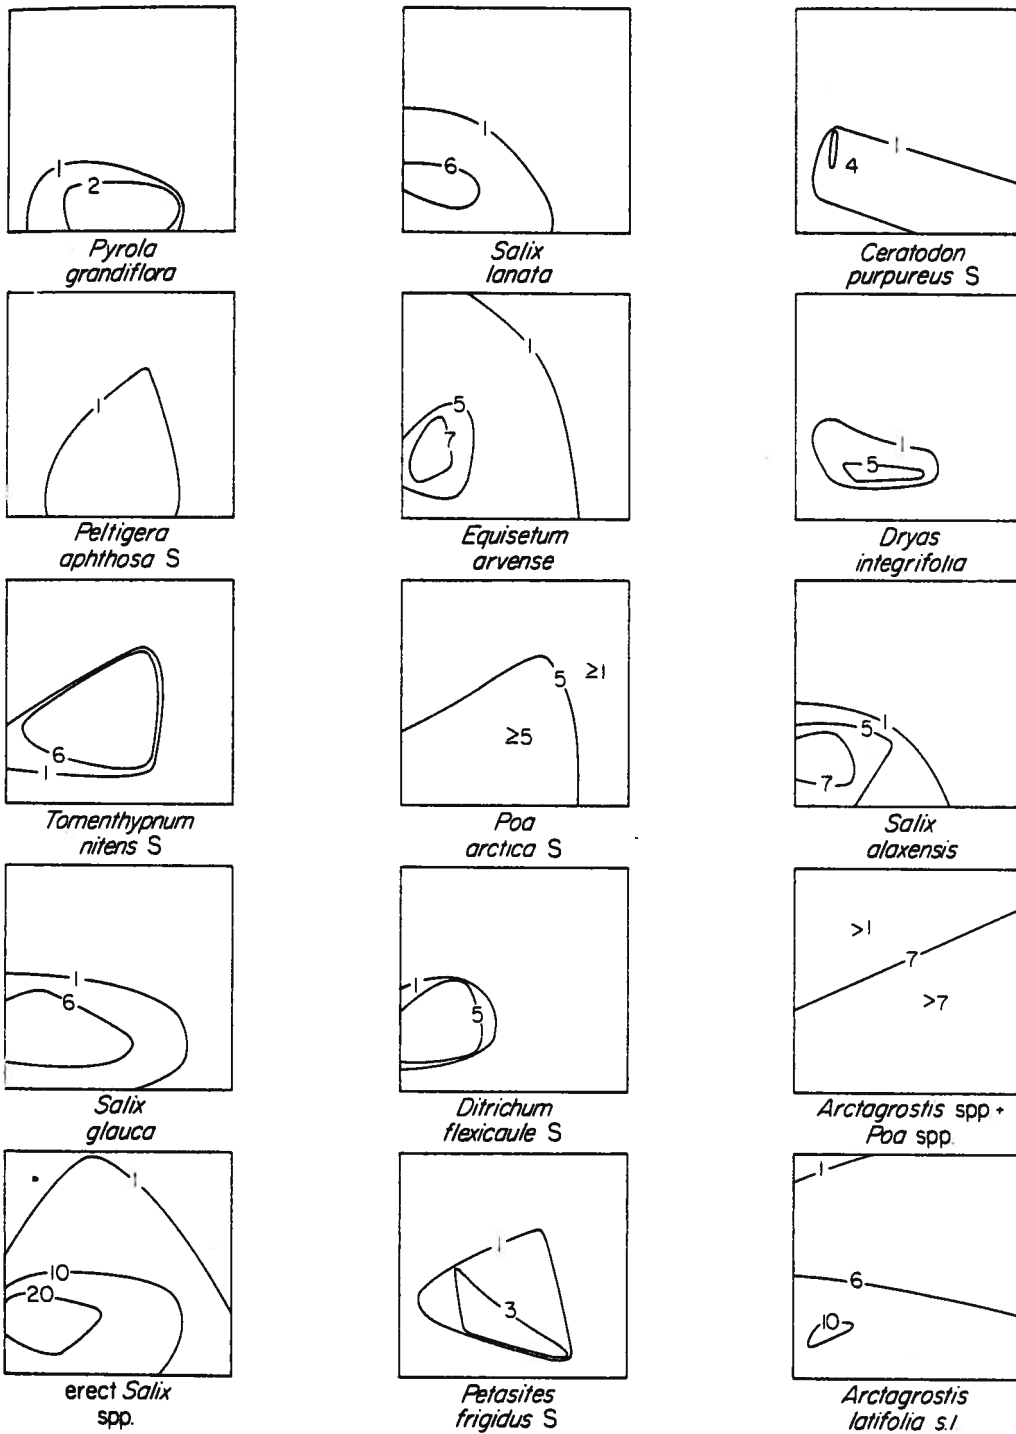 1
2
Pyrola
grandiflora
1
6
Salix
lanata
1
4
Ceratodon
purpureus S
1
Peltigera
aphthosa S
1
5
7
Equisetum
arvense
1
5
Dryas
integrifolia
6
1
Tomenthypnum
nitens S
5
≥1
≥5
Poa
arctica S
1
5
7
Salix
alaxensis
1
6
Salix
glauca
1
5
Ditrichum
flexicaule S
>1
7
>7
Arctagrostis spp +
Poa spp.
1
10
20
erect Salix
spp.
1
3
Petasites
frigidus S
1
6
10
Arctagrostis
latifolia s.l.